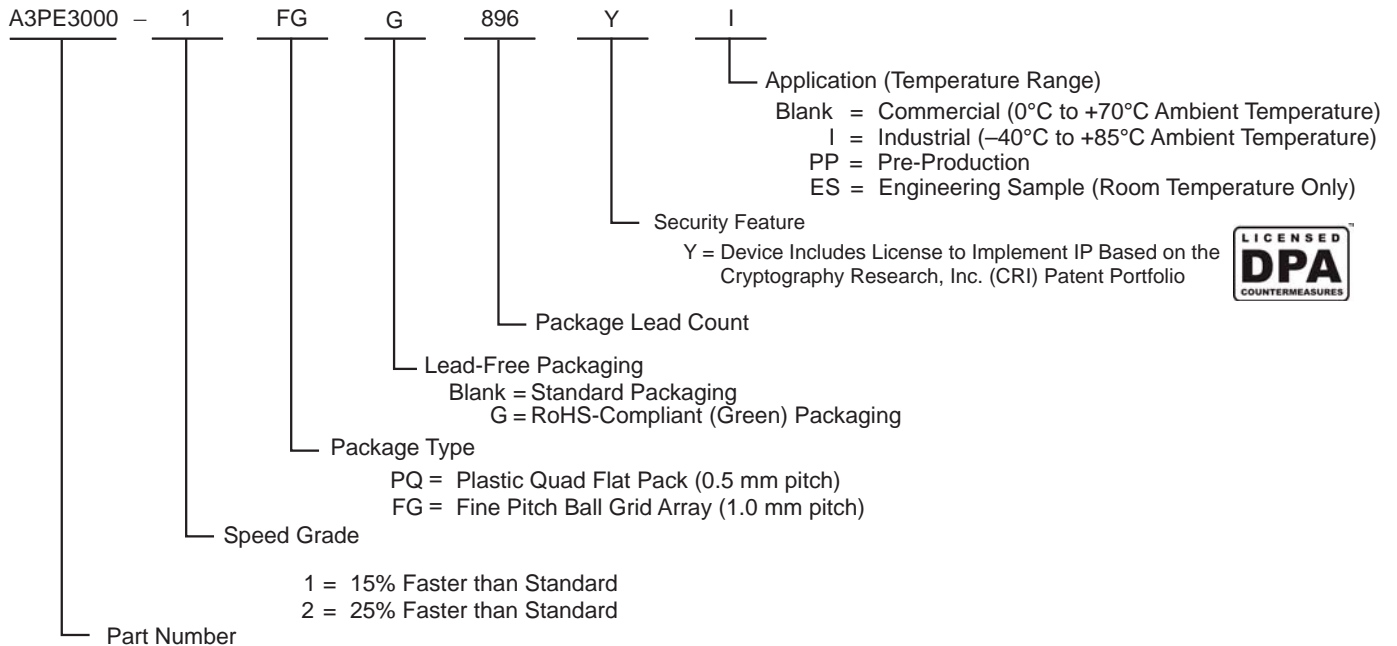 A3PE3000 – 1 FG G 896 Y I
Application (Temperature Range)
Blank = Commercial (0°C to +70°C Ambient Temperature)
I = Industrial (–40°C to +85°C Ambient Temperature)
PP = Pre-Production
ES = Engineering Sample (Room Temperature Only)
Security Feature
Y = Device Includes License to Implement IP Based on the
Cryptography Research, Inc. (CRI) Patent Portfolio
LICENSED
DPA
COUNTERMEASURES
™
Package Lead Count
Lead-Free Packaging
Blank = Standard Packaging
G = RoHS-Compliant (Green) Packaging
Package Type
PQ = Plastic Quad Flat Pack (0.5 mm pitch)
FG = Fine Pitch Ball Grid Array (1.0 mm pitch)
Speed Grade
1 = 15% Faster than Standard
2 = 25% Faster than Standard
Part Number